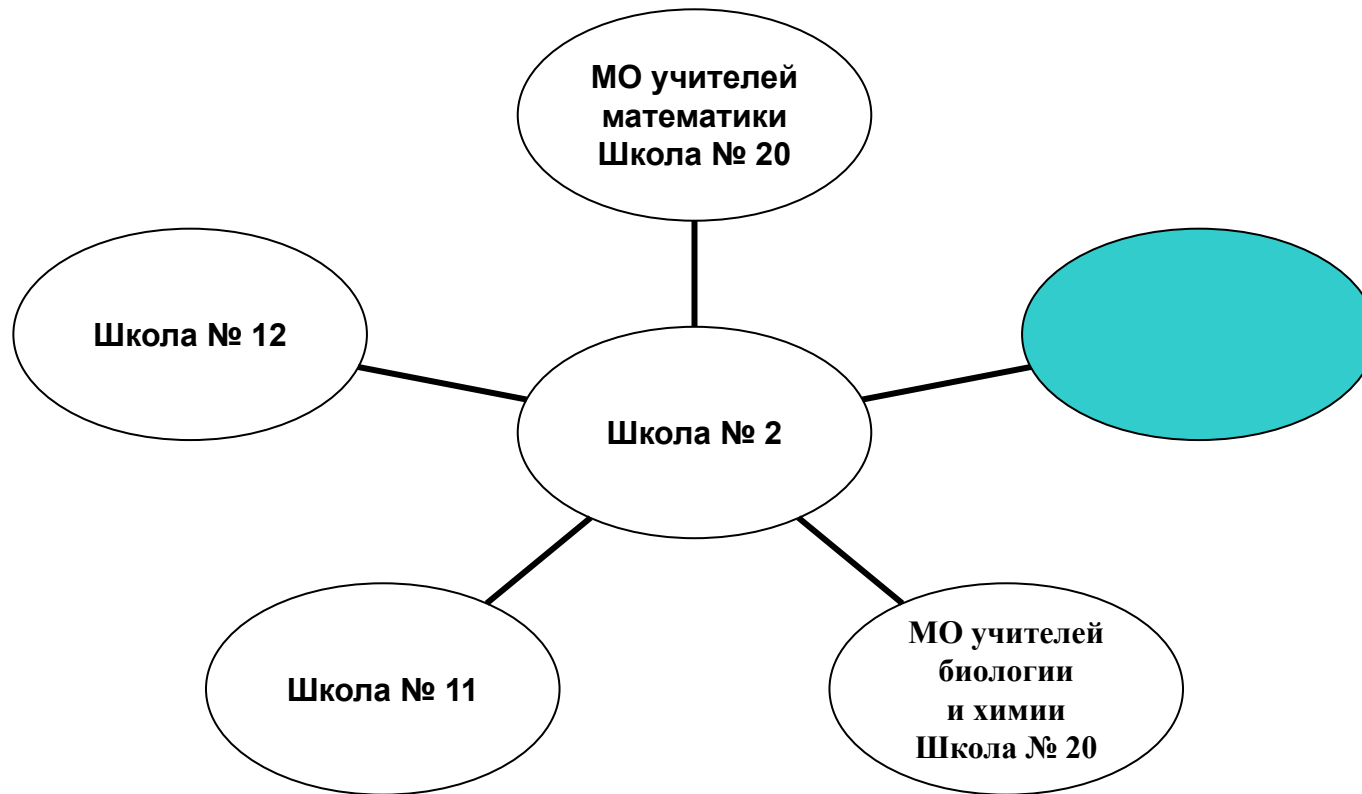 МО учителей
математики
Школа № 20
Школа № 12
Школа № 2
Школа № 11
МО учителей
биологии
и химии
Школа № 20